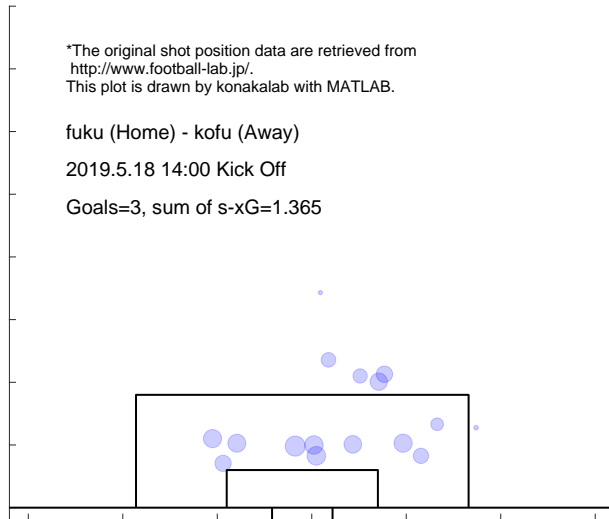 *The original shot position data are retrieved from
http://www.football-lab.jp/.
This plot is drawn by konakalab with MATLAB.
fuku (Home) - kofu (Away)
2019.5.18 14:00 Kick Off
Goals=3, sum of s-xG=1.365